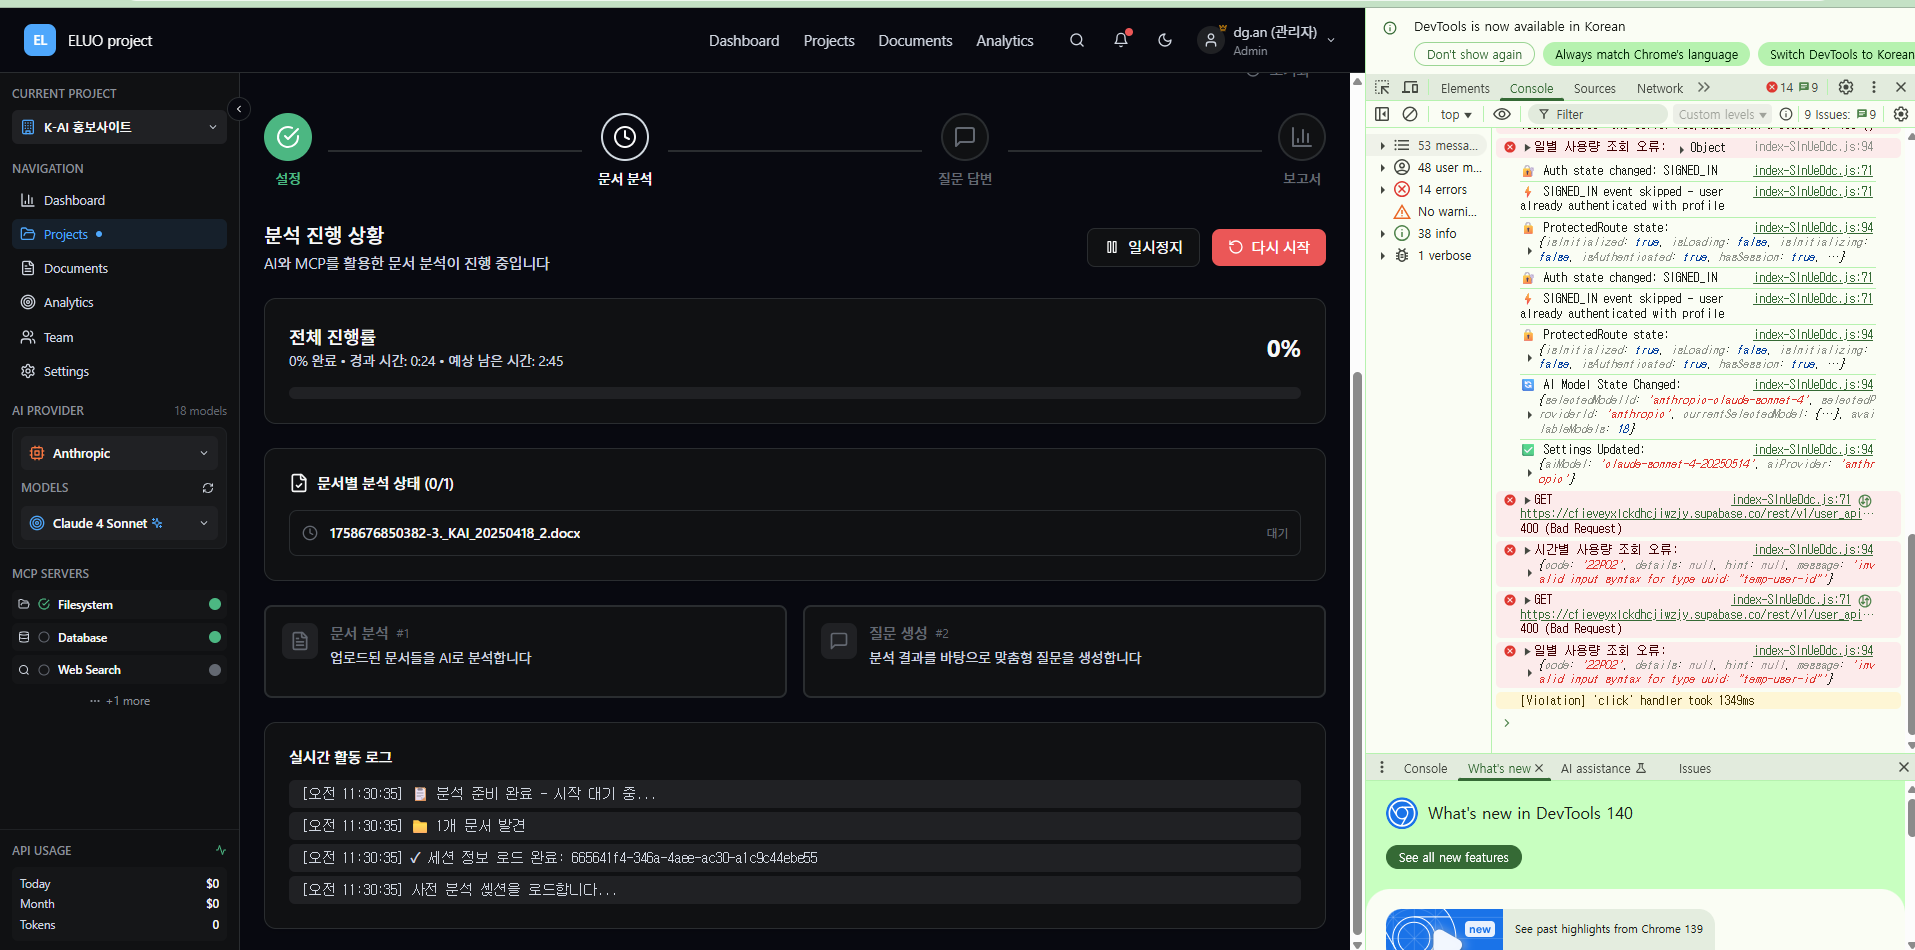 EL ELUO project
Dashboard Projects Documents Analytics
dg.an (관리자)
Admin
CURRENT PROJECT
K-AI 홍보사이트
NAVIGATION
Dashboard
Projects
Documents
Analytics
Team
Settings
AI PROVIDER 18 models
Anthropic
MODELS
Claude 4 Sonnet
MCP SERVERS
Filesystem
Database
Web Search
··· +1 more
API USAGE
Today $0
Month $0
Tokens 0
설정 문서 분석 질문 답변 보고서
분석 진행 상황
AI와 MCP를 활용한 문서 분석이 진행 중입니다
일시정지 다시 시작
전체 진행률
0% 완료 • 경과 시간: 0:24 • 예상 남은 시간: 2:45
0%
문서별 분석 상태 (0/1)
1758676850382-3._KAI_20250418_2.docx 대기
문서 분석 #1
업로드된 문서들을 AI로 분석합니다
질문 생성 #2
분석 결과를 바탕으로 맞춤형 질문을 생성합니다
실시간 활동 로그
[오전 11:30:35] 📋 분석 준비 완료 - 시작 대기 중...
[오전 11:30:35] 📁 1개 문서 발견
[오전 11:30:35] ✓ 세션 정보 로드 완료: 665641f4-346a-4aee-ac30-a1c9c44ebe55
[오전 11:30:35] 사전 분석 셋션을 로드합니다...
DevTools is now available in Korean
Don't show again Always match Chrome's language Switch DevTools to Korean
Elements Console Sources Network 14 9
top Filter Custom levels 9 Issues: 9
53 messa...
48 user m...
14 errors
No warni...
38 info
1 verbose
일별 사용량 조회 오류: Object index-SInUeDdc.js:94
Auth state changed: SIGNED_IN index-SInUeDdc.js:71
SIGNED_IN event skipped - user index-SInUeDdc.js:71
already authenticated with profile
ProtectedRoute state: index-SInUeDdc.js:94
{isInitialized: true, isLoading: false, isInitializing:
false, isAuthenticated: true, hasSession: true, …}
Auth state changed: SIGNED_IN index-SInUeDdc.js:71
SIGNED_IN event skipped - user index-SInUeDdc.js:71
already authenticated with profile
ProtectedRoute state: index-SInUeDdc.js:94
{isInitialized: true, isLoading: false, isInitializing:
false, isAuthenticated: true, hasSession: true, …}
AI Model State Changed: index-SInUeDdc.js:94
{selectedModelId: 'anthropic-claude-sonnet-4', selectedP
roviderId: 'anthropic', currentSelectedModel: {…}, avai
lableModels: 18}
Settings Updated: index-SInUeDdc.js:94
{aiModel: 'claude-sonnet-4-20250514', aiProvider: 'anthr
opic'}
GET index-SInUeDdc.js:71
https://cfieveyxlckdhcjiwzjy.supabase.co/rest/v1/user_api…
400 (Bad Request)
시간별 사용량 조회 오류: index-SInUeDdc.js:94
{code: '22P02', details: null, hint: null, message: 'inv
alid input syntax for type uuid: "temp-user-id"'}
GET index-SInUeDdc.js:71
https://cfieveyxlckdhcjiwzjy.supabase.co/rest/v1/user_api…
400 (Bad Request)
일별 사용량 조회 오류: index-SInUeDdc.js:94
{code: '22P02', details: null, hint: null, message: 'inv
alid input syntax for type uuid: "temp-user-id"'}
[Violation] 'click' handler took 1349ms
Console What's new AI assistance Issues
What's new in DevTools 140
See all new features
new
See past highlights from Chrome 139